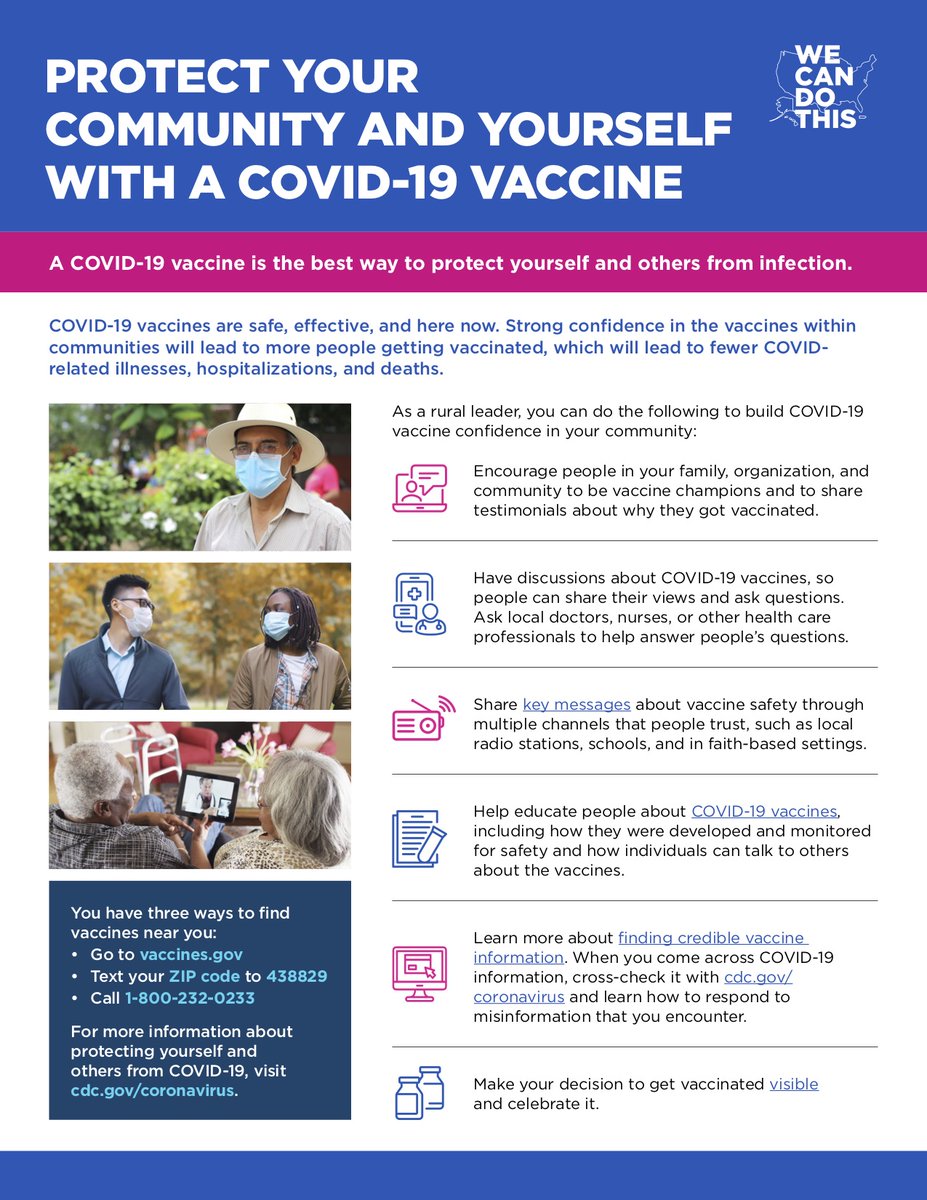 PROTECT YOUR
COMMUNITY AND YOURSELF
WITH A COVID-19 VACCINE
WE
CAN
DO
THIS
A COVID-19 vaccine is the best way to protect yourself and others from infection.
COVID-19 vaccines are safe, effective, and here now. Strong confidence in the vaccines within
communities will lead to more people getting vaccinated, which will lead to fewer COVID-
related illnesses, hospitalizations, and deaths.
As a rural leader, you can do the following to build COVID-19
vaccine confidence in your community:
Encourage people in your family, organization, and
community to be vaccine champions and to share
testimonials about why they got vaccinated.
Have discussions about COVID-19 vaccines, so
people can share their views and ask questions.
Ask local doctors, nurses, or other health care
professionals to help answer people's questions.
Share key messages about vaccine safety through
multiple channels that people trust, such as local
radio stations, schools, and in faith-based settings.
Help educate people about COVID-19 vaccines,
including how they were developed and monitored
for safety and how individuals can talk to others
about the vaccines.
Learn more about finding credible vaccine
information. When you come across COVID-19
information, cross-check it with cdc.gov/
coronavirus and learn how to respond to
misinformation that you encounter.
Make your decision to get vaccinated visible
and celebrate it.
You have three ways to find
vaccines near you:
• Go to vaccines.gov
• Text your ZIP code to 438829
• Call 1-800-232-0233
For more information about
protecting yourself and
others from COVID-19, visit
cdc.gov/coronavirus.